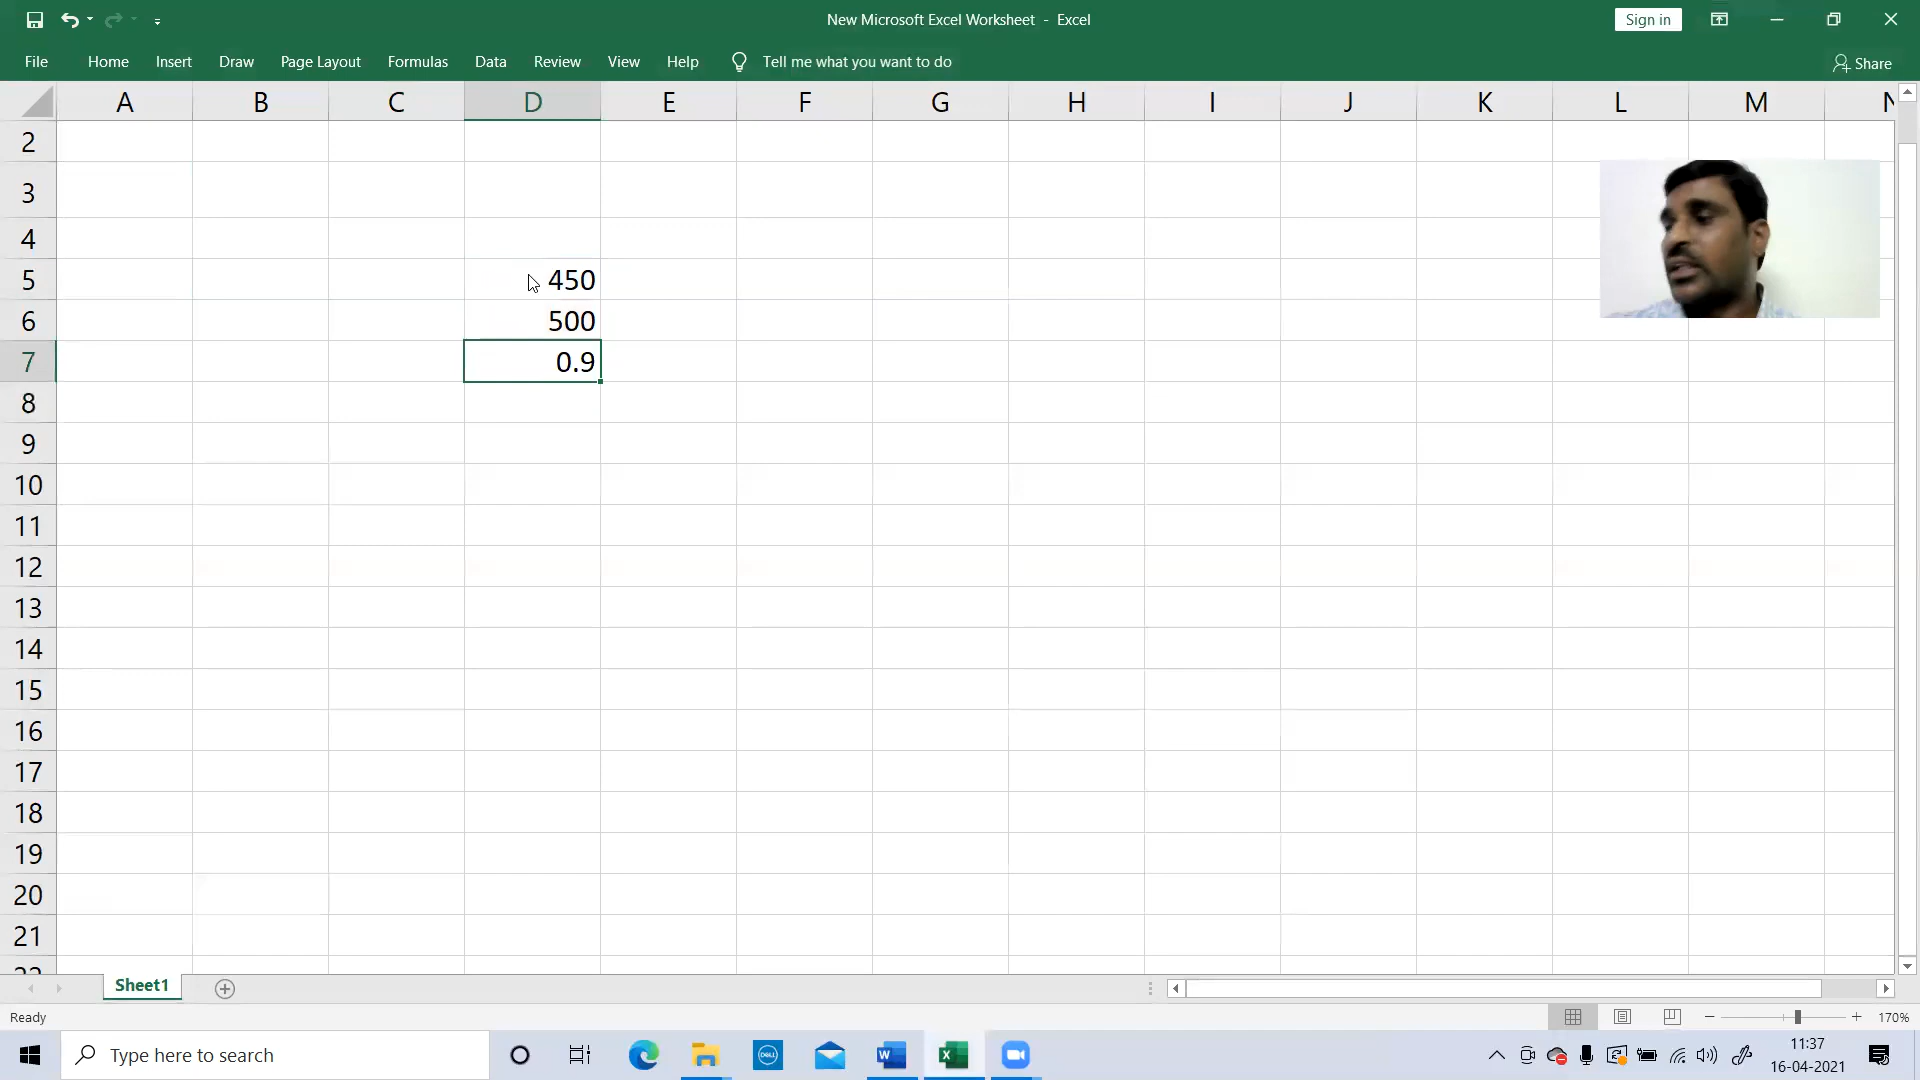 New Microsoft Excel Worksheet - Excel
Sign in
File Home Insert Draw Page Layout Formulas Data Review View Help Tell me what you want to do
Share
A B C D E F G H I J K L M N
2
3
4
5 450
6 500
7 0.9
8
9
10
11
12
13
14
15
16
17
18
19
20
21
22
Sheet1
Ready
170%
Type here to search
DELL
11:37
16-04-2021